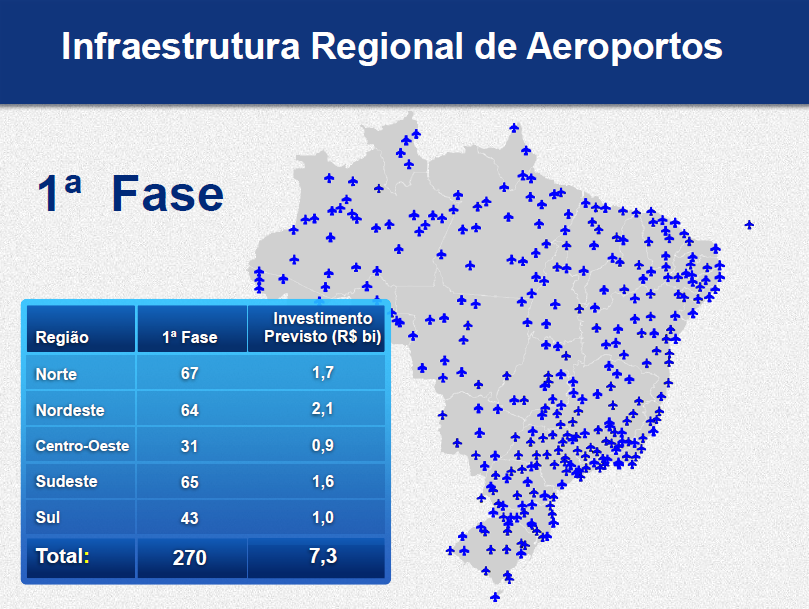 Infraestrutura Regional de Aeroportos
1ª Fase
Região 1ª Fase Investimento Previsto (R$ bi)
Norte 67 1,7
Nordeste 64 2,1
Centro-Oeste 31 0,9
Sudeste 65 1,6
Sul 43 1,0
Total: 270 7,3